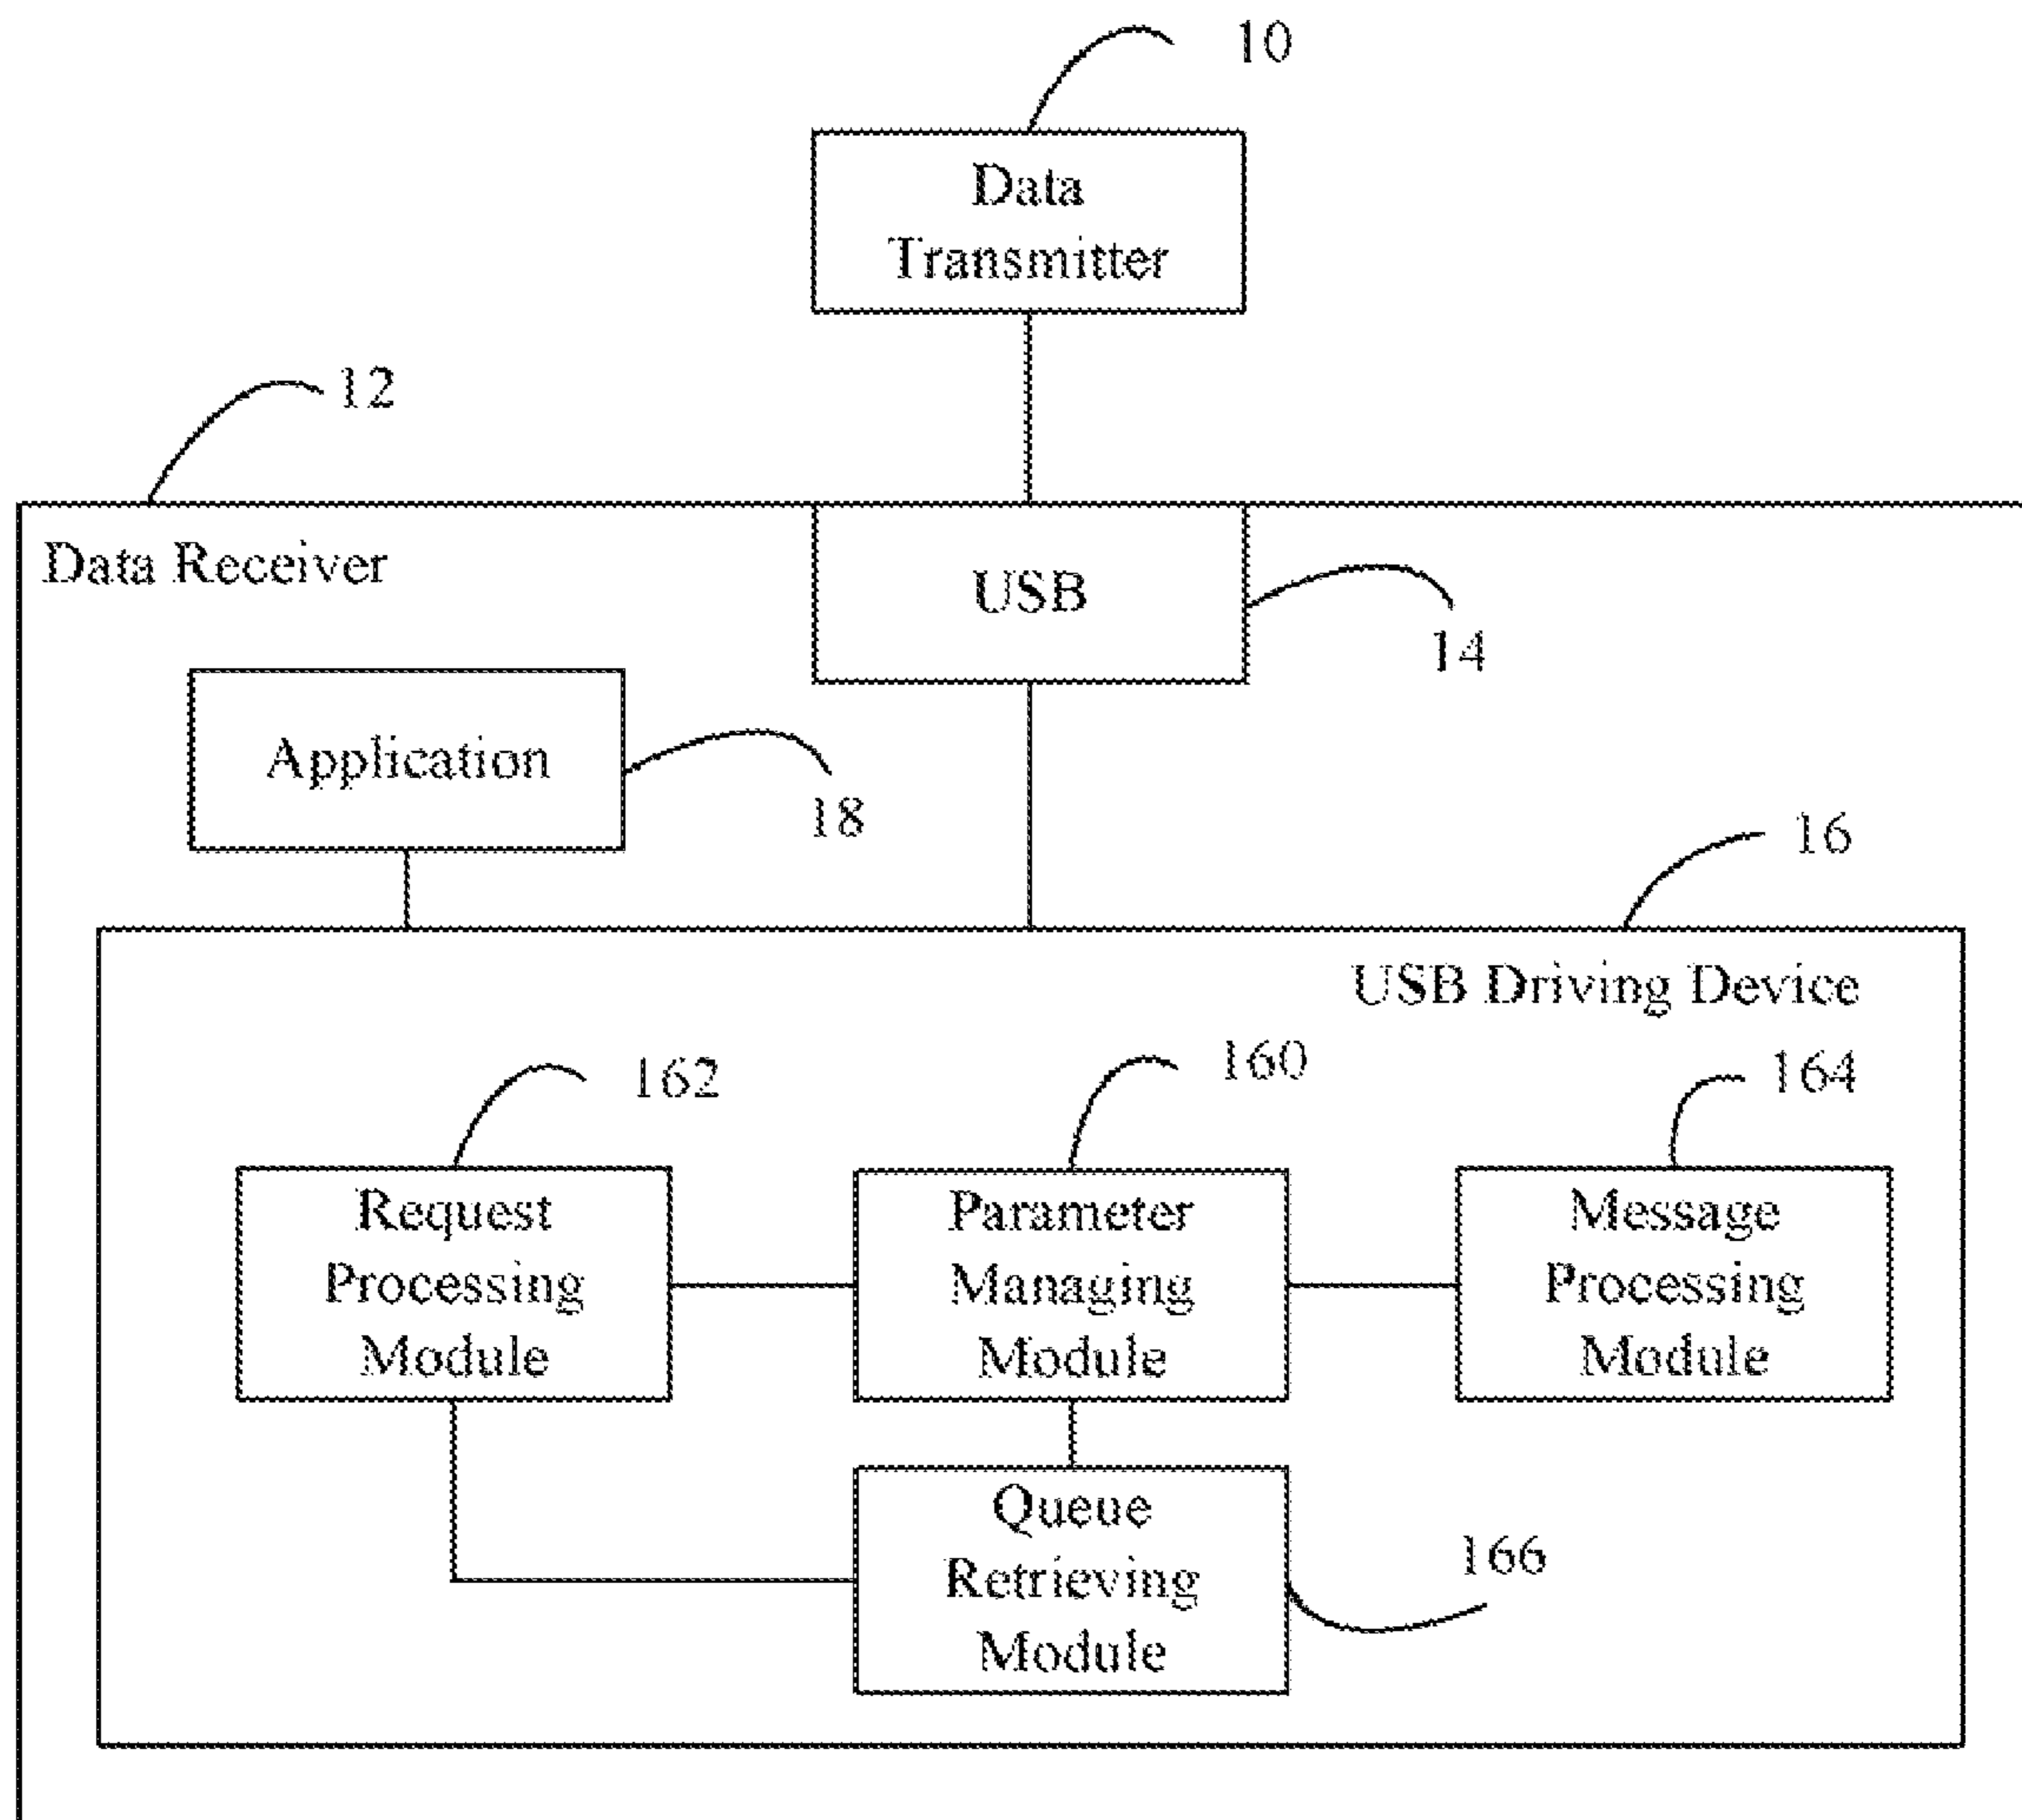 10
Data
Transmitter
12
Data Receiver
USB
14
Application
18
16
USB Driving Device
162
160
164
Request
Processing
Module
Parameter
Managing
Module
Message
Processing
Module
Queue
Retrieving
Module
166